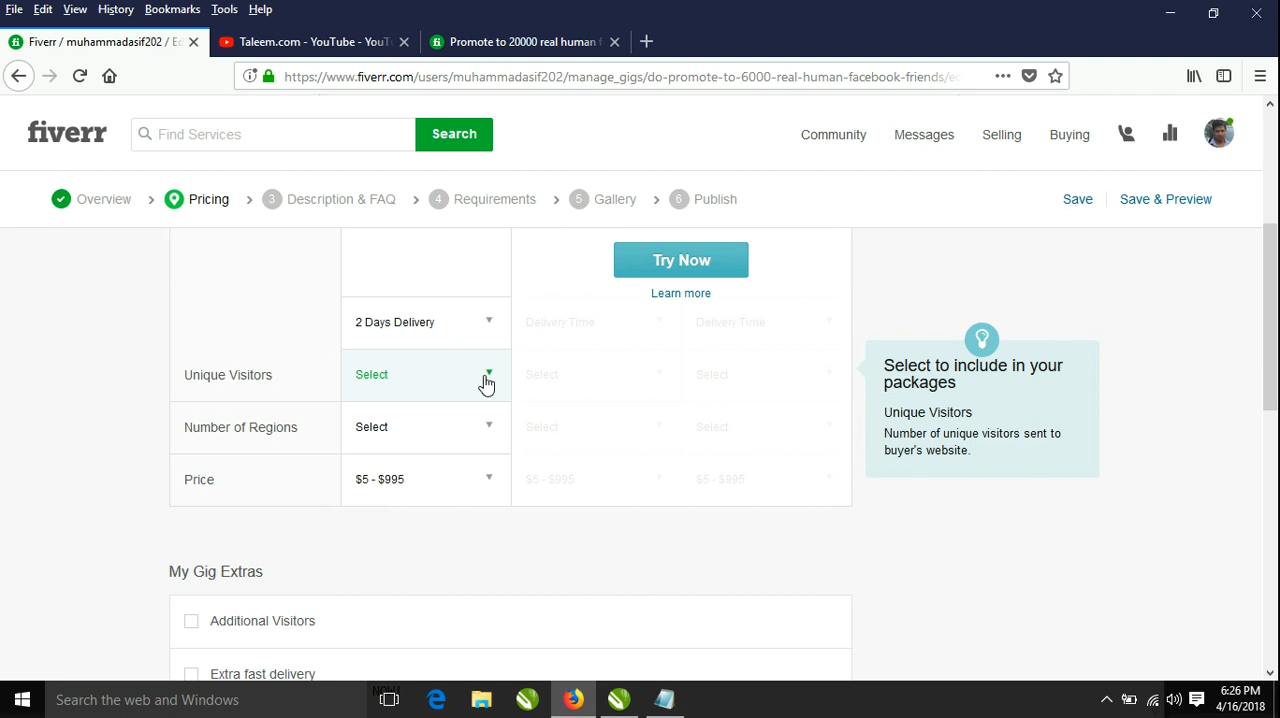 File Edit View History Bookmarks Tools Help
Fiverr / muhammadasif202 / Ed
Taleem.com - YouTube - YouT
Promote to 20000 real human f
https://www.fiverr.com/users/muhammadasif202/manage_gigs/do-promote-to-6000-real-human-facebook-friends/ec
fiverr
Find Services
Search
Community
Messages
Selling
Buying
Overview
Pricing
3 Description & FAQ
4 Requirements
5 Gallery
6 Publish
Save
Save & Preview
Try Now
Learn more
2 Days Delivery
Delivery Time
Delivery Time
Unique Visitors
Select
Select
Select
Number of Regions
Select
Select
Select
Price
$5 - $995
$5 - $995
$5 - $995
Select to include in your
packages
Unique Visitors
Number of unique visitors sent to
buyer's website.
My Gig Extras
Additional Visitors
Extra fast delivery
Search the web and Windows
6:26 PM
4/16/2018